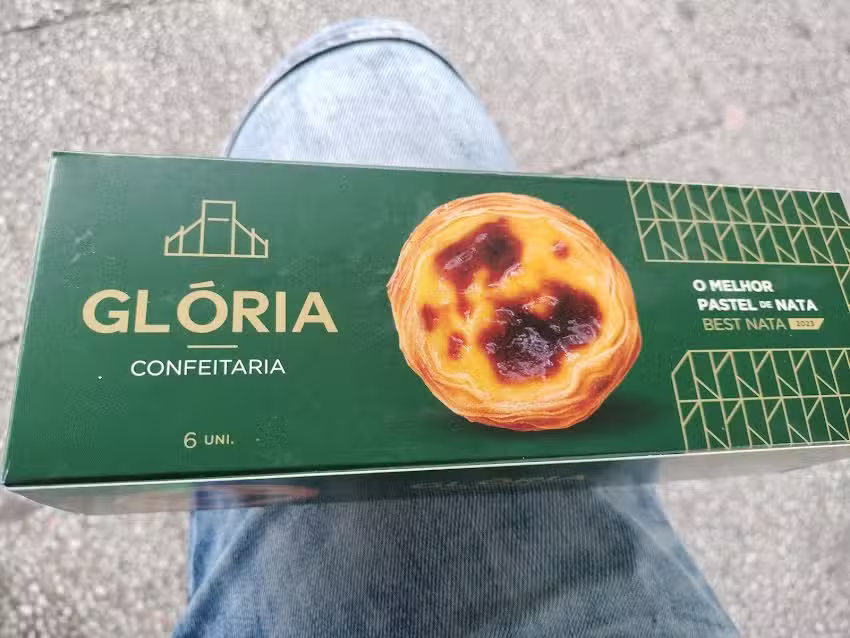 GLÓRIA
CONFEITARIA
6 UNI.
O MELHOR
PASTEL DE NATA
BEST NATA 2023